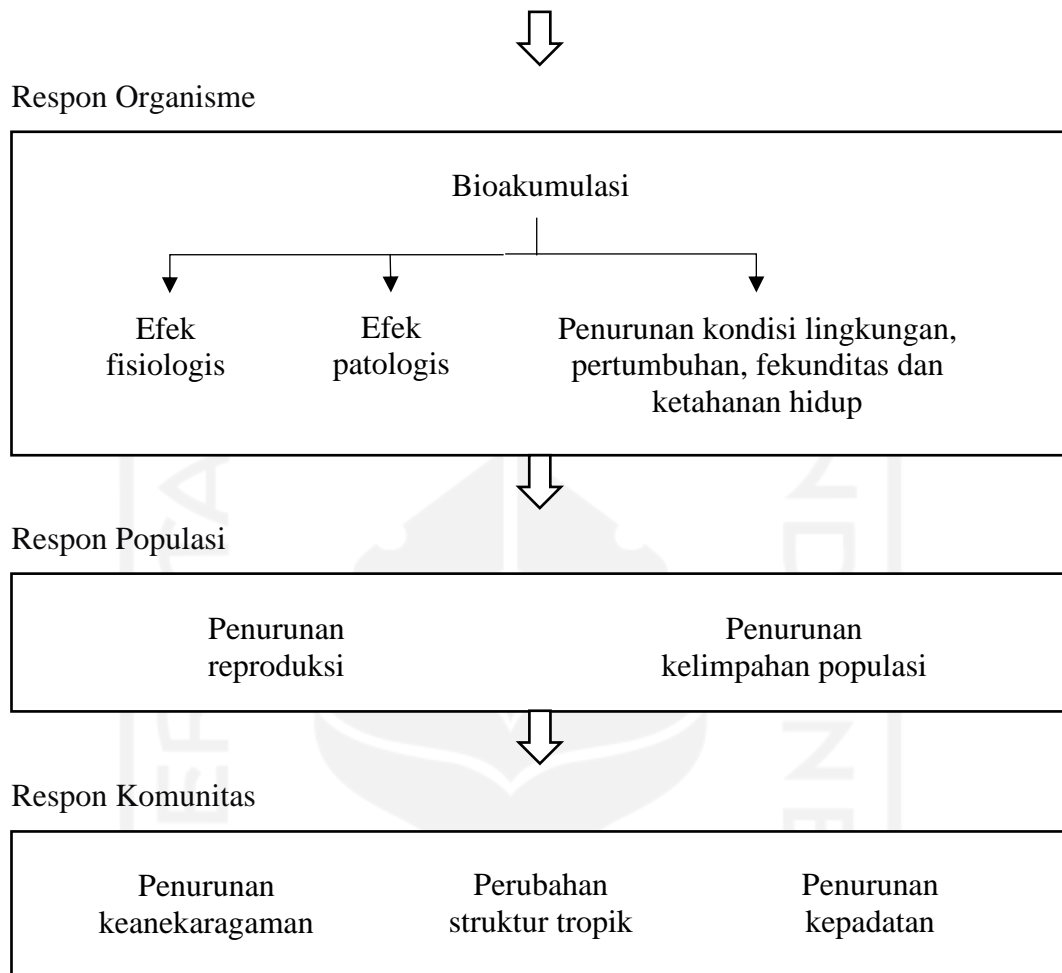 Respon Organisme
Bioakumulasi
Efek
fisiologis
Efek
patologis
Penurunan kondisi lingkungan,
pertumbuhan, fekunditas dan
ketahanan hidup
Respon Populasi
Penurunan
reproduksi
Penurunan
kelimpahan populasi
Respon Komunitas
Penurunan
keanekaragaman
Perubahan
struktur tropik
Penurunan
kepadatan